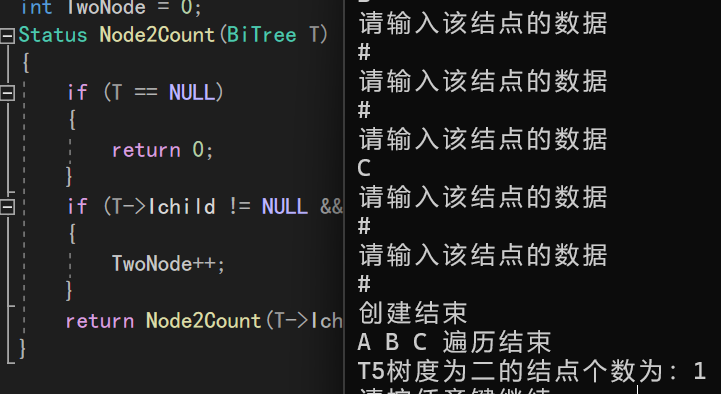 int TwoNode = 0;
Status Node2Count(BiTree T)
{
if (T == NULL)
{
return 0;
}
if (T->lchild != NULL &&
{
TwoNode++;
}
return Node2Count(T->lch
}
请输入该结点的数据
#
请输入该结点的数据
#
请输入该结点的数据
C
请输入该结点的数据
#
请输入该结点的数据
#
创建结束
A B C 遍历结束
T5树度为二的结点个数为：1